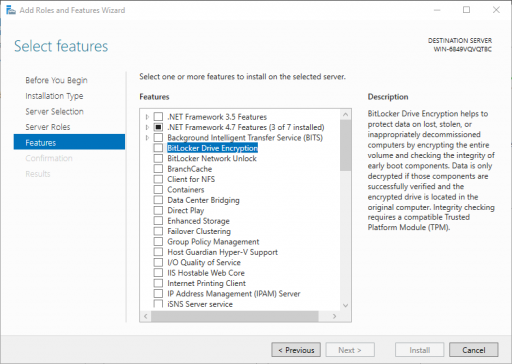 Add Roles and Features Wizard
Select features
DESTINATION SERVER
WIN-6849VQVQTBC
Before You Begin
Installation Type
Server Selection
Server Roles
Features
Confirmation
Results
Select one or more features to install on the selected server.
Features
.NET Framework 3.5 Features
.NET Framework 4.7 Features (3 of 7 installed)
Background Intelligent Transfer Service (BITS)
BitLocker Drive Encryption
BitLocker Network Unlock
BranchCache
Client for NFS
Containers
Data Center Bridging
Direct Play
Enhanced Storage
Failover Clustering
Group Policy Management
Host Guardian Hyper-V Support
I/O Quality of Service
IIS Hostable Web Core
Internet Printing Client
IP Address Management (IPAM) Server
iSNS Server service
Description
BitLocker Drive Encryption helps to
protect data on lost, stolen, or
inappropriately decommissioned
computers by encrypting the entire
volume and checking the integrity of
early boot components. Data is only
decrypted if those components are
successfully verified and the
encrypted drive is located in the
original computer. Integrity checking
requires a compatible Trusted
Platform Module (TPM).
< Previous
Next >
Install
Cancel